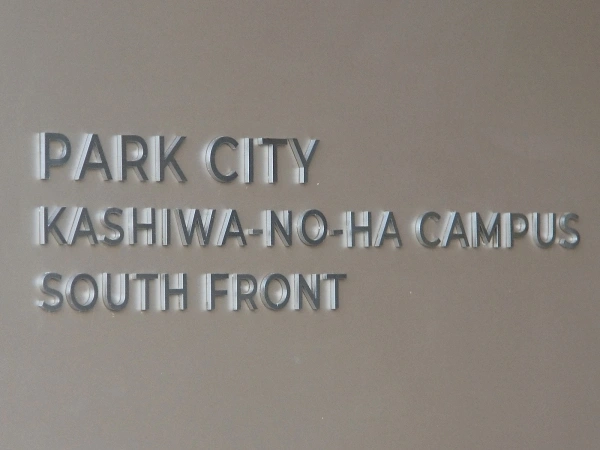 PARK CITY
KASHIWA-NO-HA CAMPUS
SOUTH FRONT